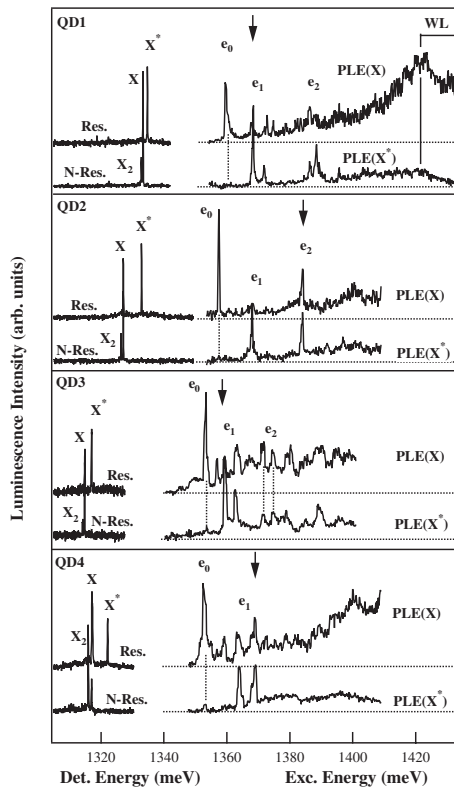 QD1
WL
X*
X
e0
e1
e2
PLE(X)
Res.
X2
N-Res.
PLE(X*)
QD2
e0
X*
X
e1
e2
PLE(X)
Res.
X2
N-Res.
PLE(X*)
QD3
e0
X*
X
e1
e2
PLE(X)
Res.
X2
N-Res.
PLE(X*)
QD4
e0
X
X*
e1
PLE(X)
X2
Res.
N-Res.
PLE(X*)
Luminescence Intensity (arb. units)
1320 1340 1360 1380 1400 1420
Det. Energy (meV) Exc. Energy (meV)